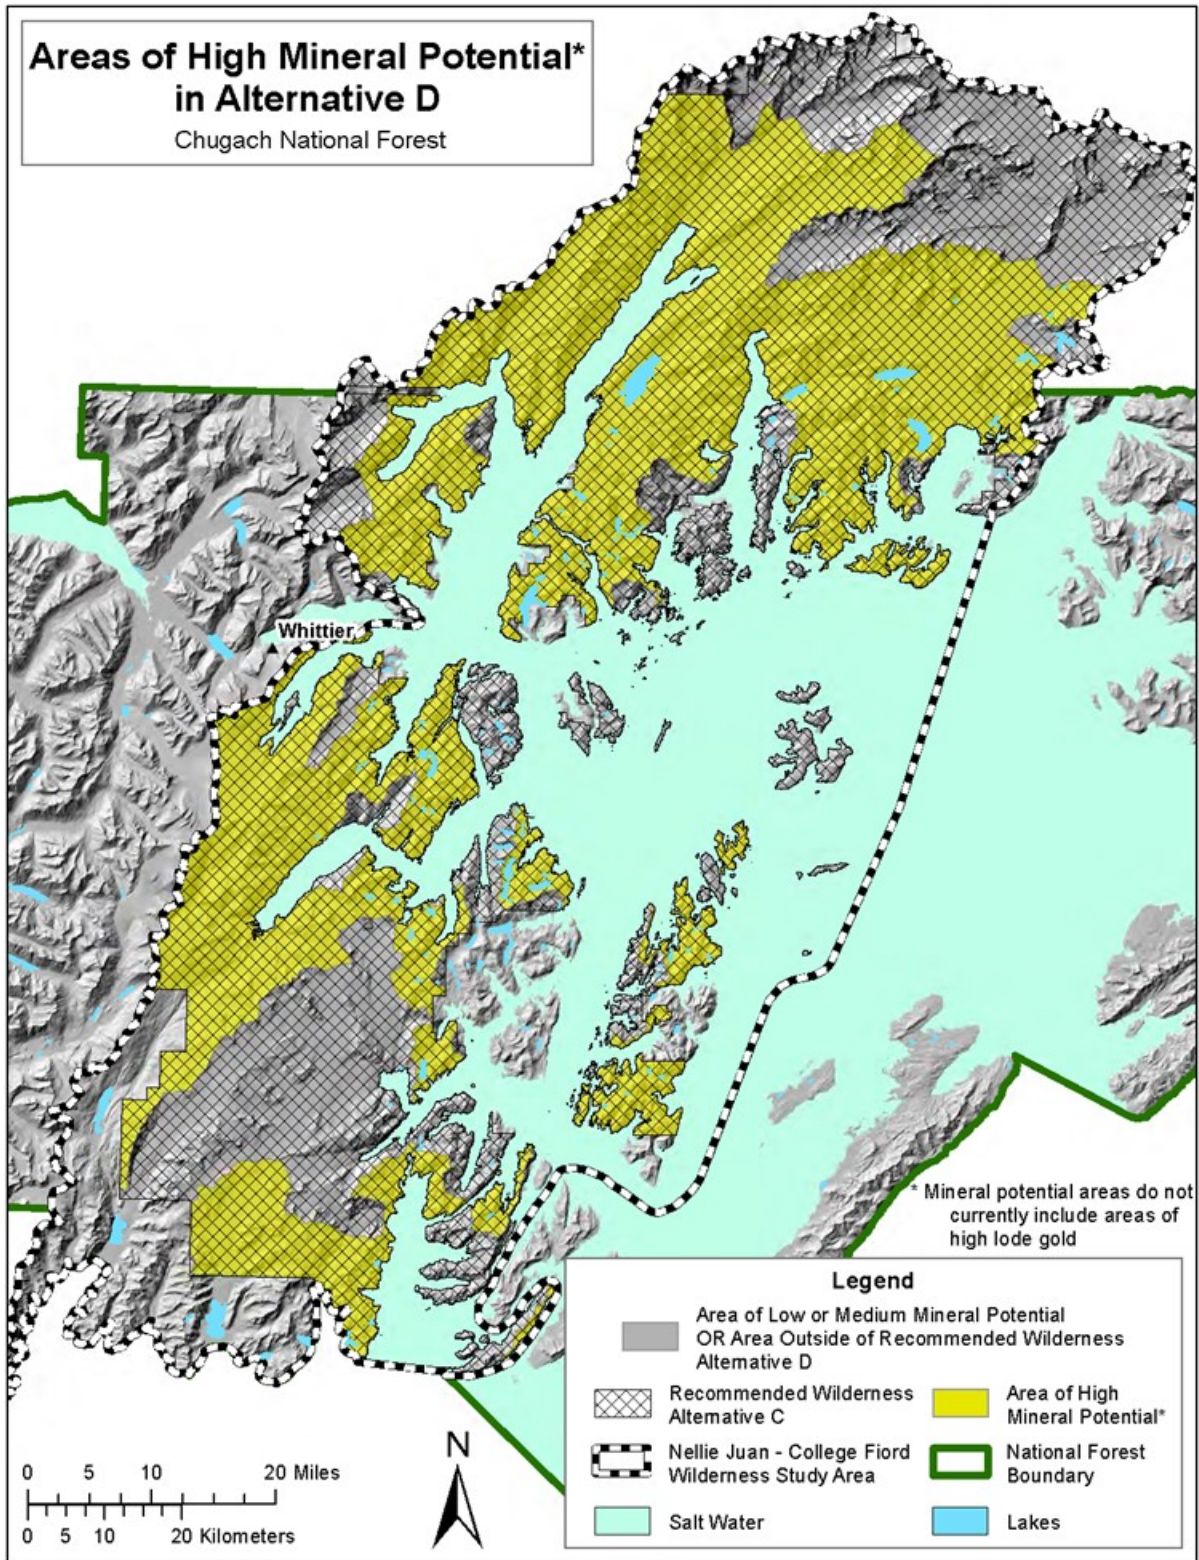 Areas of High Mineral Potential*
in Alternative D
Chugach National Forest
Whittier
* Mineral potential areas do not
currently include areas of
high lode gold
Legend
Area of Low or Medium Mineral Potential
OR Area Outside of Recommended Wilderness
Alternative D
Recommended Wilderness
Alternative C
Area of High
Mineral Potential*
Nellie Juan - College Fiord
Wilderness Study Area
National Forest
Boundary
Salt Water
Lakes
N
0 5 10 20 Miles
0 5 10 20 Kilometers